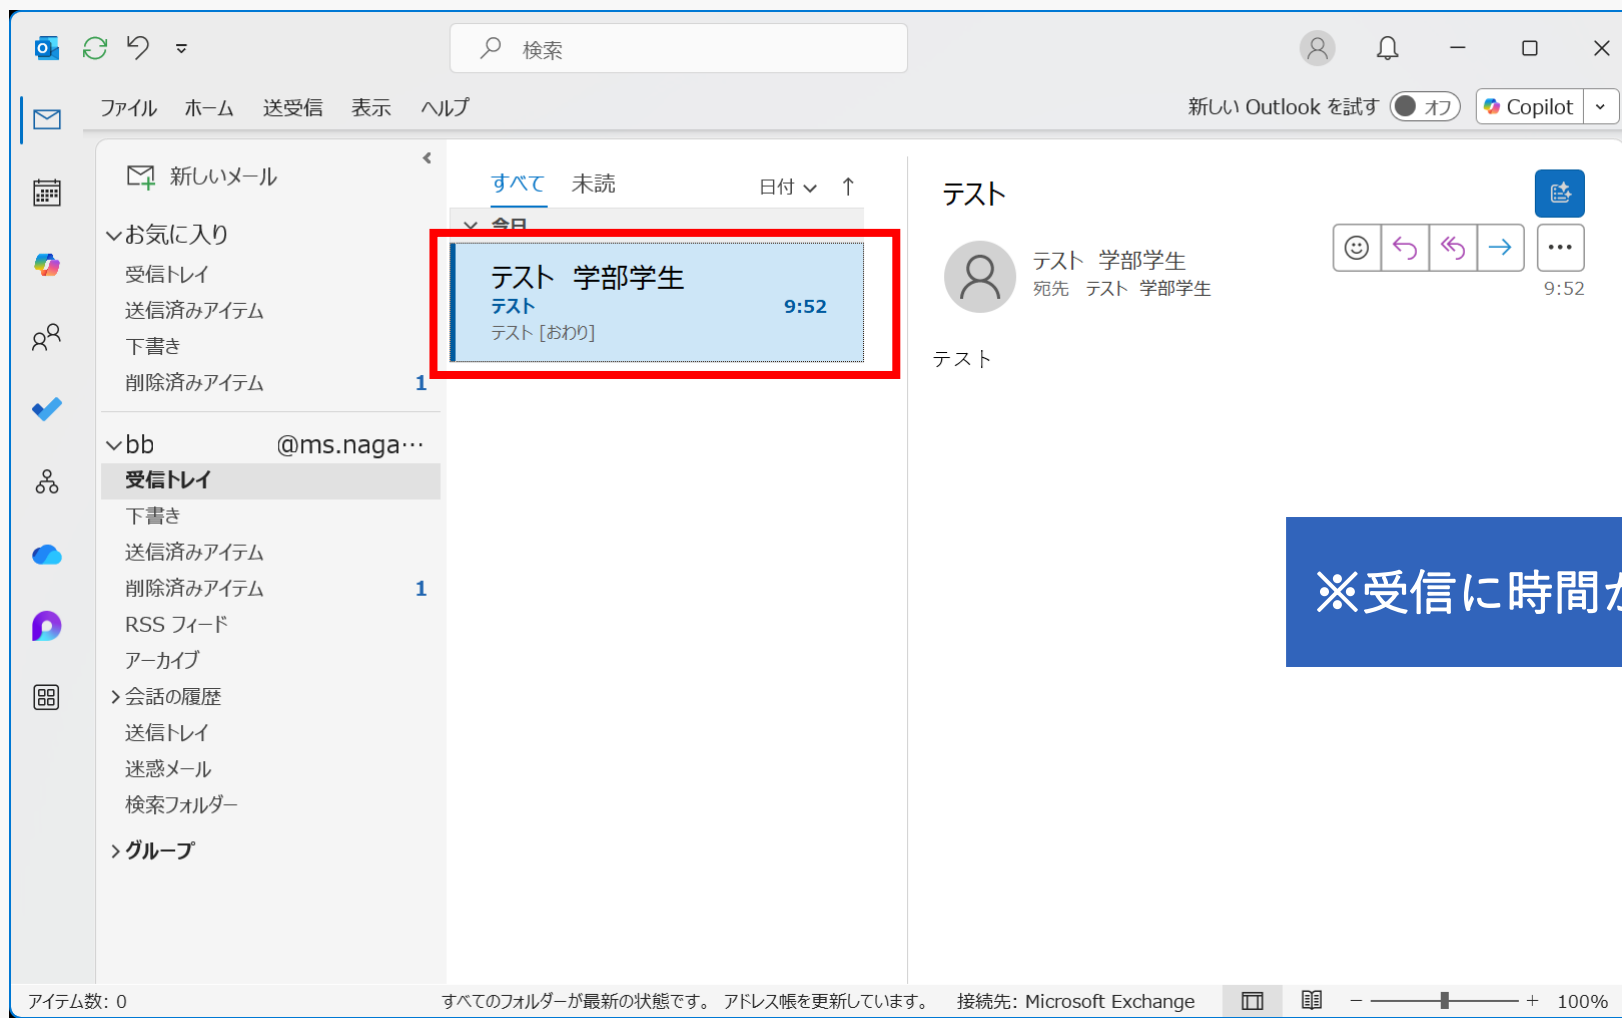 検索
ファイル ホーム 送受信 表示 ヘルプ
新しい Outlook を試す オフ Copilot
新しいメール
お気に入り
受信トレイ
送信済みアイテム
下書き
削除済みアイテム 1
bb @ms.naga…
受信トレイ
下書き
送信済みアイテム
削除済みアイテム 1
RSS フィード
アーカイブ
会話の履歴
送信トレイ
迷惑メール
検索フォルダー
グループ
すべて 未読 日付
今日
テスト 学部学生
テスト 9:52
テスト [おわり]
テスト
テスト 学部学生
宛先 テスト 学部学生
9:52
テスト
※受信に時間が
アイテム数: 0 すべてのフォルダーが最新の状態です。 アドレス帳を更新しています。 接続先: Microsoft Exchange 100%